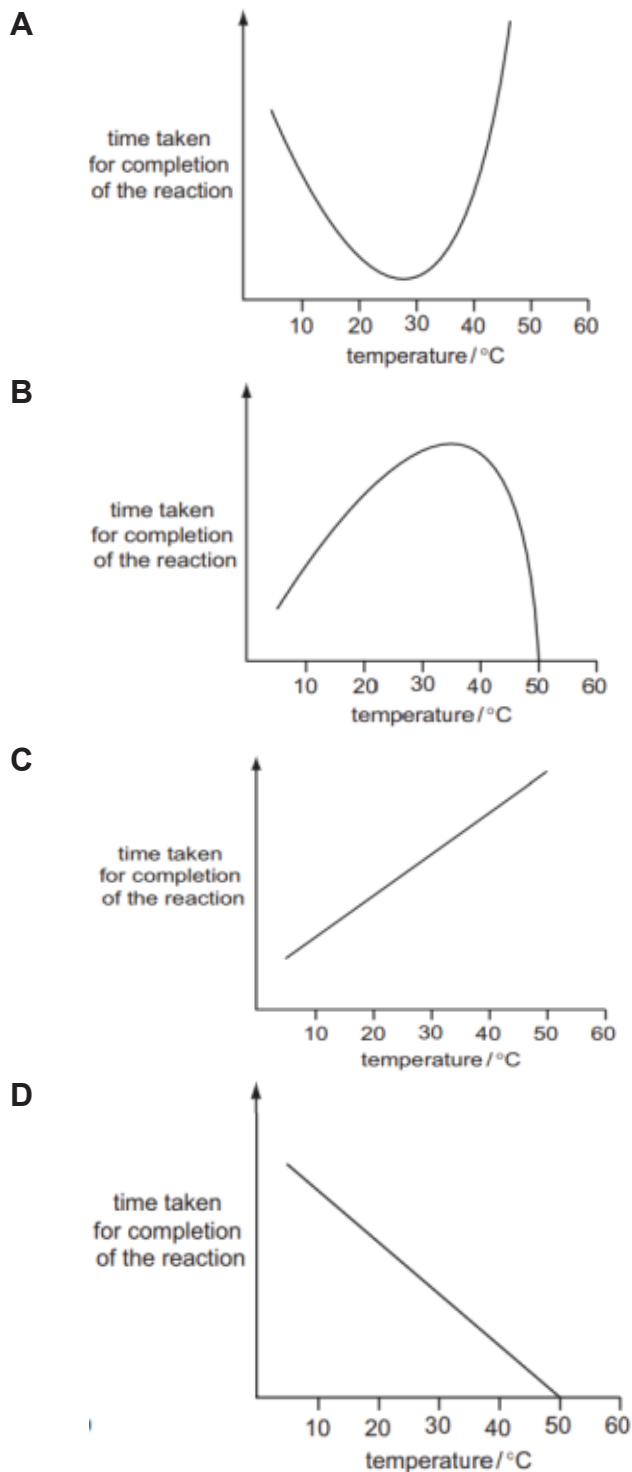 A
time taken
for completion
of the reaction
10 20 30 40 50 60
temperature/°C
B
time taken
for completion
of the reaction
10 20 30 40 50 60
temperature/°C
C
time taken
for completion
of the reaction
10 20 30 40 50 60
temperature/°C
D
time taken
for completion
of the reaction
10 20 30 40 50 60
temperature/°C